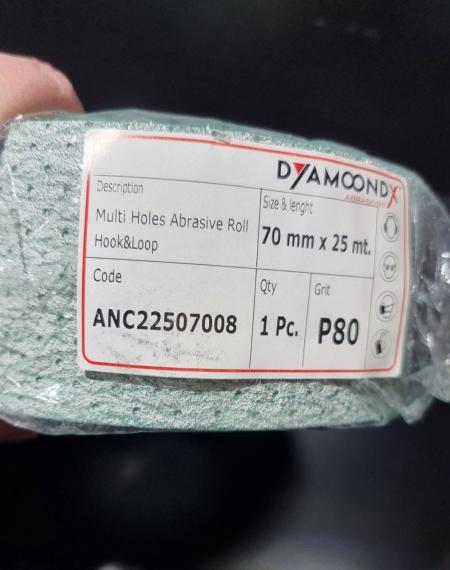 DYAMOONDX
ABRASIVES
Description
Multi Holes Abrasive Roll
Hook&Loop
Size & lenght
70 mm x 25 mt.
Code
ANC22507008
Qty
1 Pc.
Grit
P80